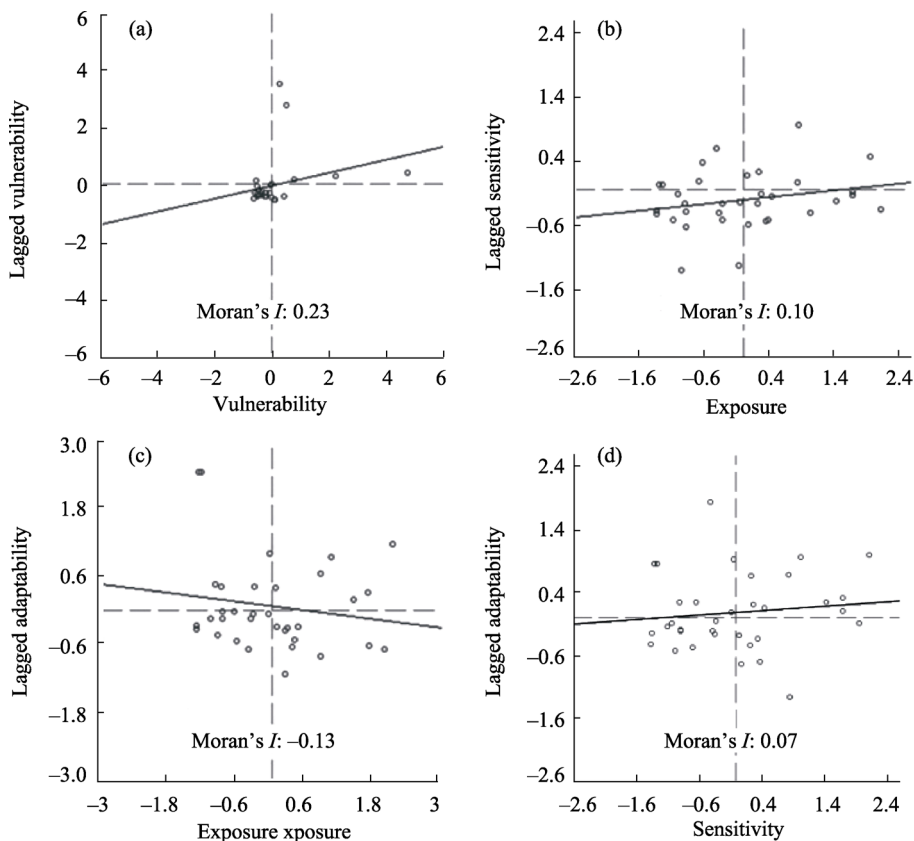 (a)
Lagged vulnerability
6
4
2
0
−2
−4
−6
Moran's I: 0.23
−6 −4 −2 0 2 4 6
Vulnerability
(b)
Lagged sensitivity
2.4
1.4
0.4
−0.6
−1.6
−2.6
Moran's I: 0.10
−2.6 −1.6 −0.6 0.4 1.4 2.4
Exposure
(c)
Lagged adaptability
3.0
1.8
0.6
−0.6
−1.8
−3.0
Moran's I: −0.13
−3 −1.8 −0.6 0.6 1.8 3
Exposure xposure
(d)
Lagged adaptability
2.4
1.4
0.4
−0.6
−1.6
−2.6
Moran's I: 0.07
−2.6 −1.6 −0.6 0.4 1.4 2.4
Sensitivity